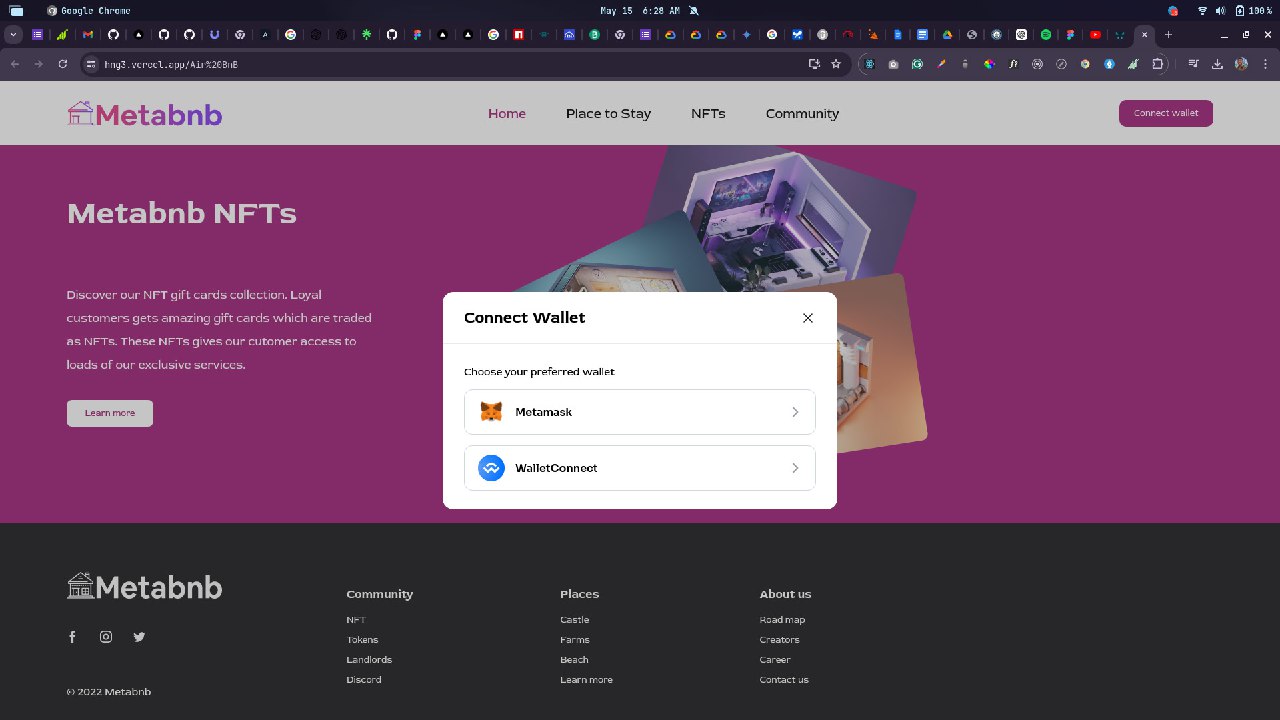 Google Chrome
May 15 6:28 AM
100%
hng3.vercel.app/Air%20BnB
Metabnb
Home
Place to Stay
NFTs
Community
Connect wallet
Metabnb NFTs
Discover our NFT gift cards collection. Loyal
customers gets amazing gift cards which are traded
as NFTs. These NFTs gives our cutomer access to
loads of our exclusive services.
Learn more
Connect Wallet
Choose your preferred wallet
Metamask
WalletConnect
Metabnb
© 2022 Metabnb
Community
NFT
Tokens
Landlords
Discord
Places
Castle
Farms
Beach
Learn more
About us
Road map
Creators
Career
Contact us